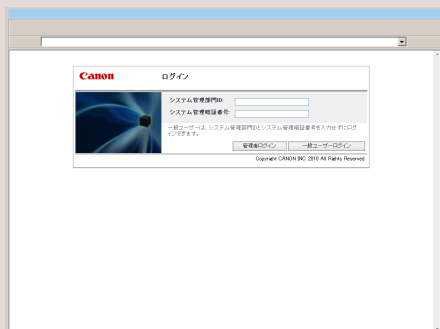 Canon ログイン
システム管理部門ID:
システム管理暗証番号:
一般ユーザーは、システム管理部門IDとシステム管理暗証番号を入力せずにログ
インできます。
管理者ログイン 一般ユーザーログイン
Copyright CANON INC. 2010 All Rights Reserved